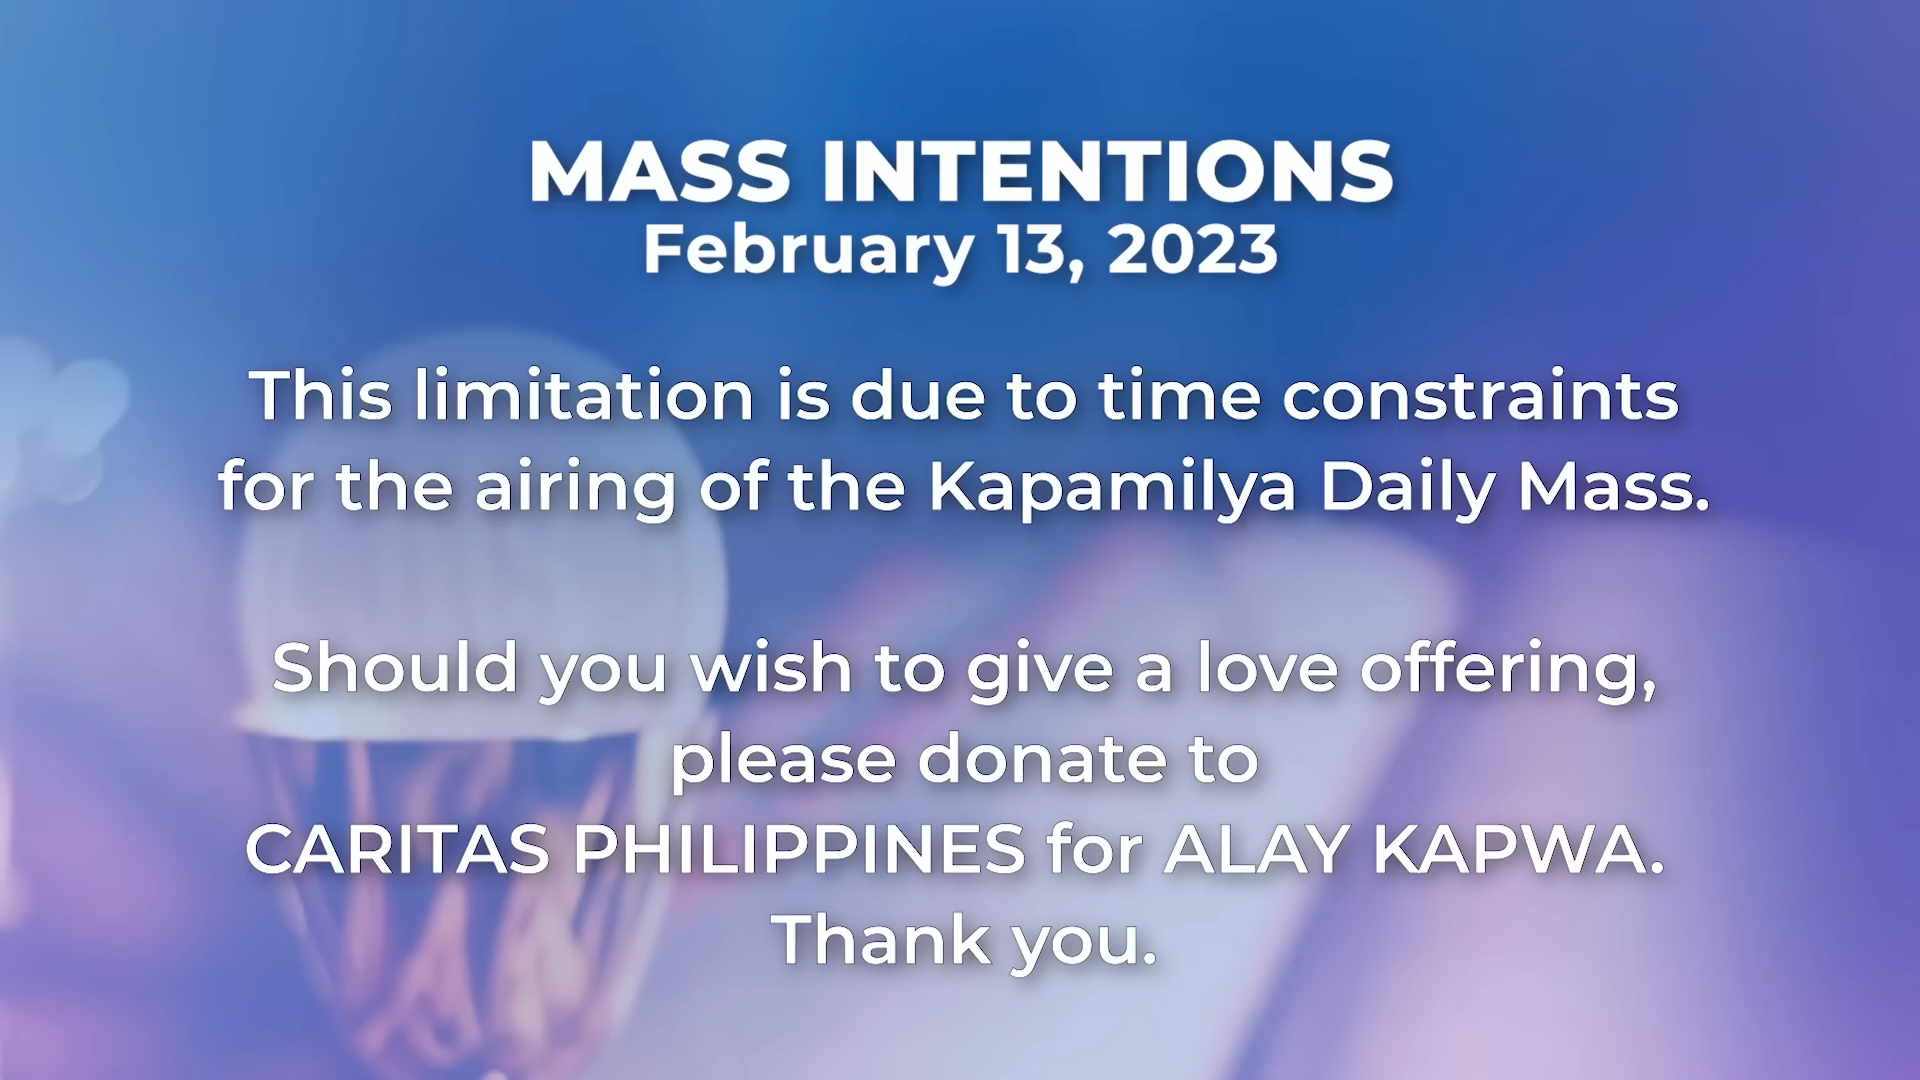 MASS INTENTIONS
February 13, 2023
This limitation is due to time constraints
for the airing of the Kapamilya Daily Mass.
Should you wish to give a love offering,
please donate to
CARITAS PHILIPPINES for ALAY KAPWA.
Thank you.